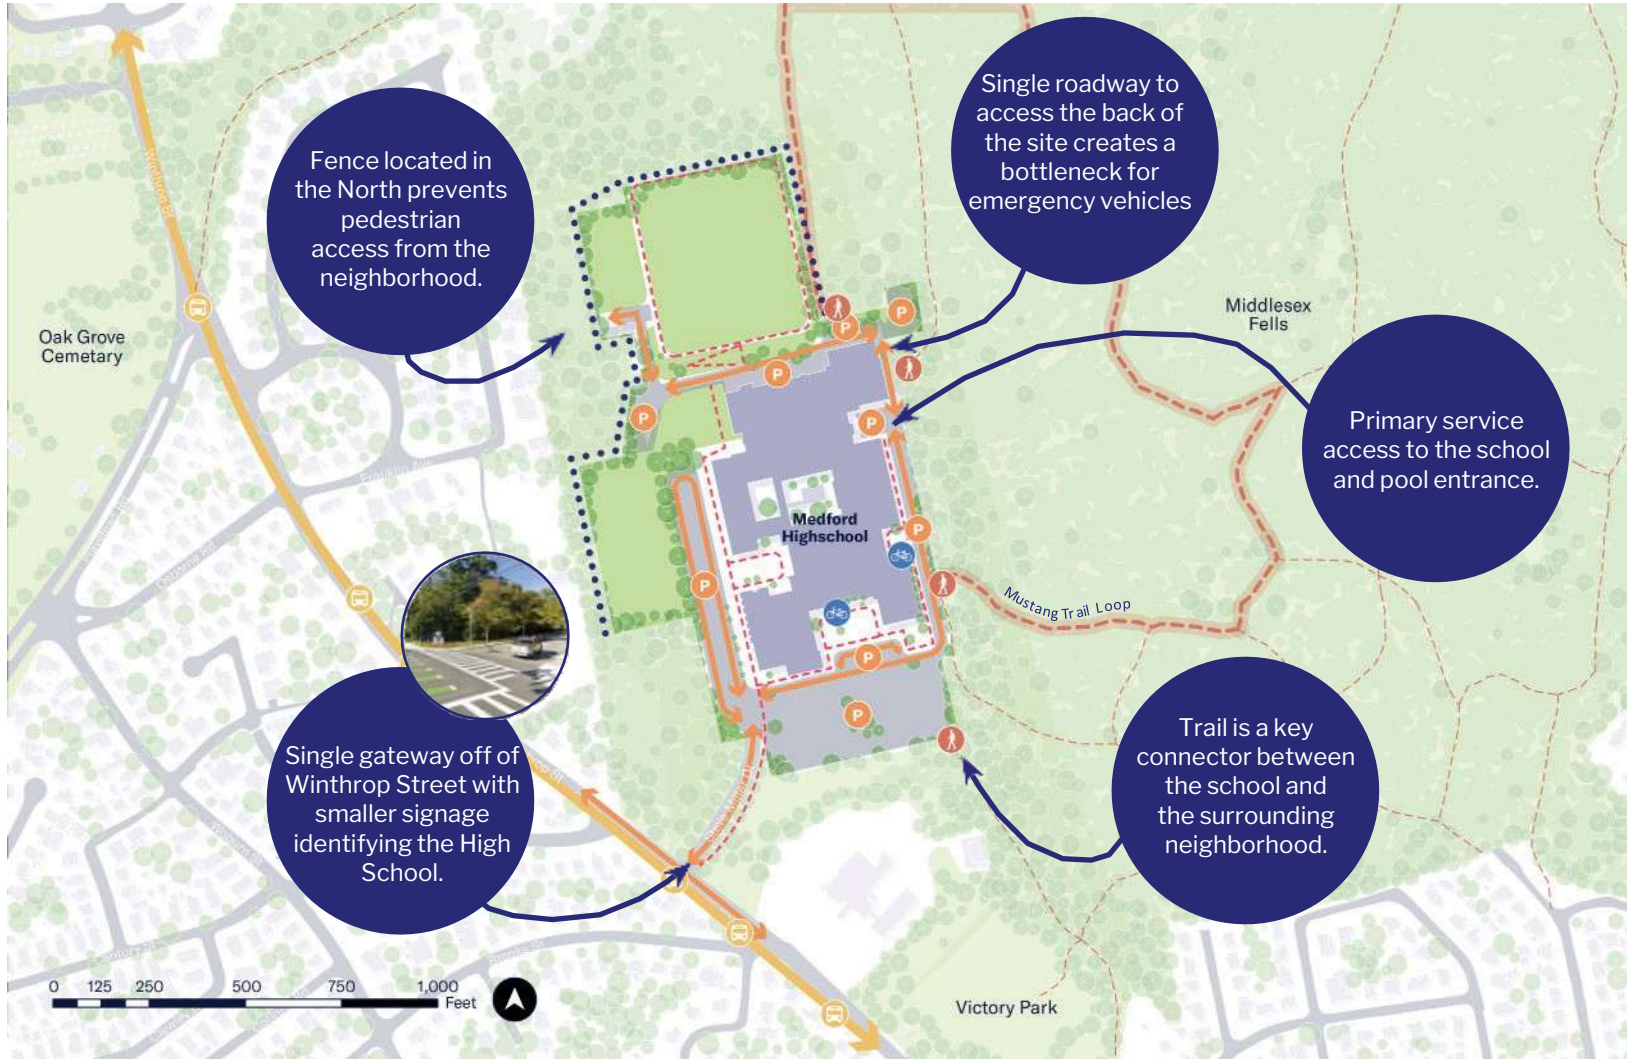 Fence located in
the North prevents
pedestrian
access from the
neighborhood.
Single roadway to
access the back of
the site creates a
bottleneck for
emergency vehicles
Middlesex
Fells
Oak Grove
Cemetary
Primary service
access to the school
and pool entrance.
Winthrop St
P
P
P
P
P
P
P
P
P
P
Medford
Highschool
Mustang Trail Loop
Single gateway off of
Winthrop Street with
smaller signage
identifying the High
School.
Trail is a key
connector between
the school and
the surrounding
neighborhood.
0 125 250 500 750 1,000
Feet
Victory Park